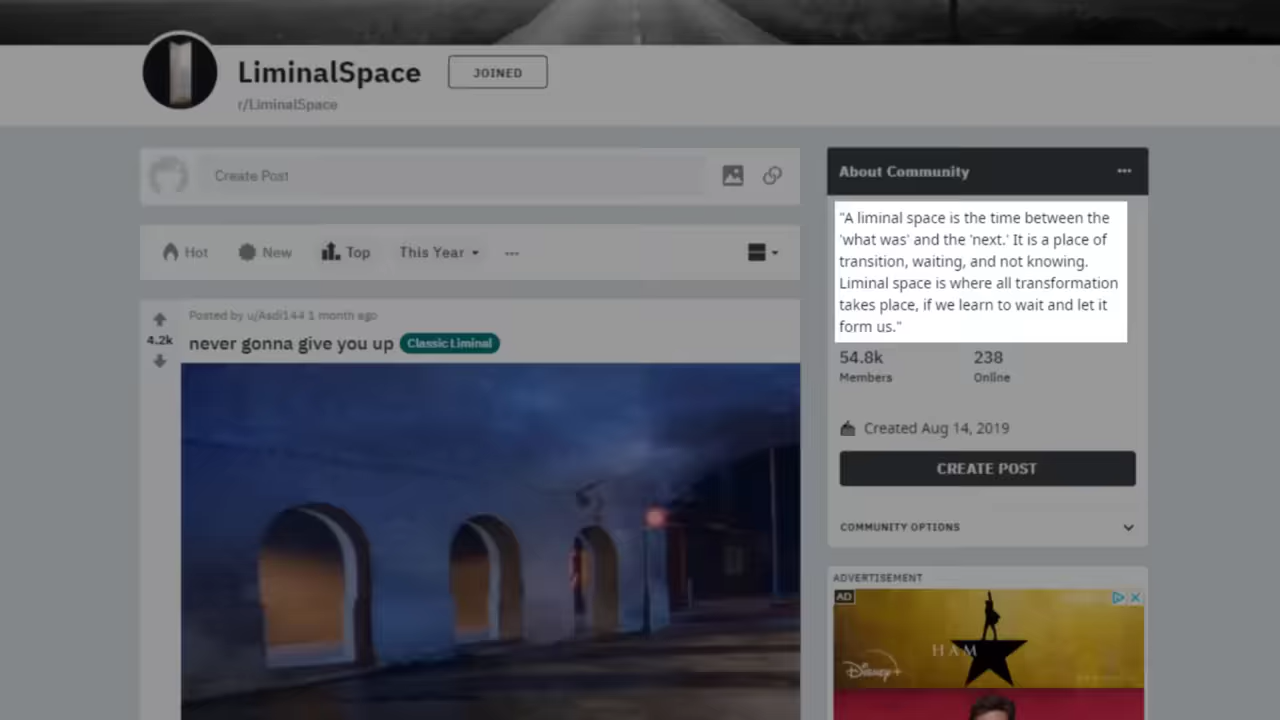 LiminalSpace
JOINED
r/LiminalSpace
Create Post
Hot
New
Top
This Year
Posted by u/Asdi144 1 month ago
4.2k
never gonna give you up
Classic Liminal
About Community
"A liminal space is the time between the
'what was' and the 'next.' It is a place of
transition, waiting, and not knowing.
Liminal space is where all transformation
takes place, if we learn to wait and let it
form us."
54.8k
238
Members
Online
Created Aug 14, 2019
CREATE POST
COMMUNITY OPTIONS
ADVERTISEMENT
AD
HAM
Disney+